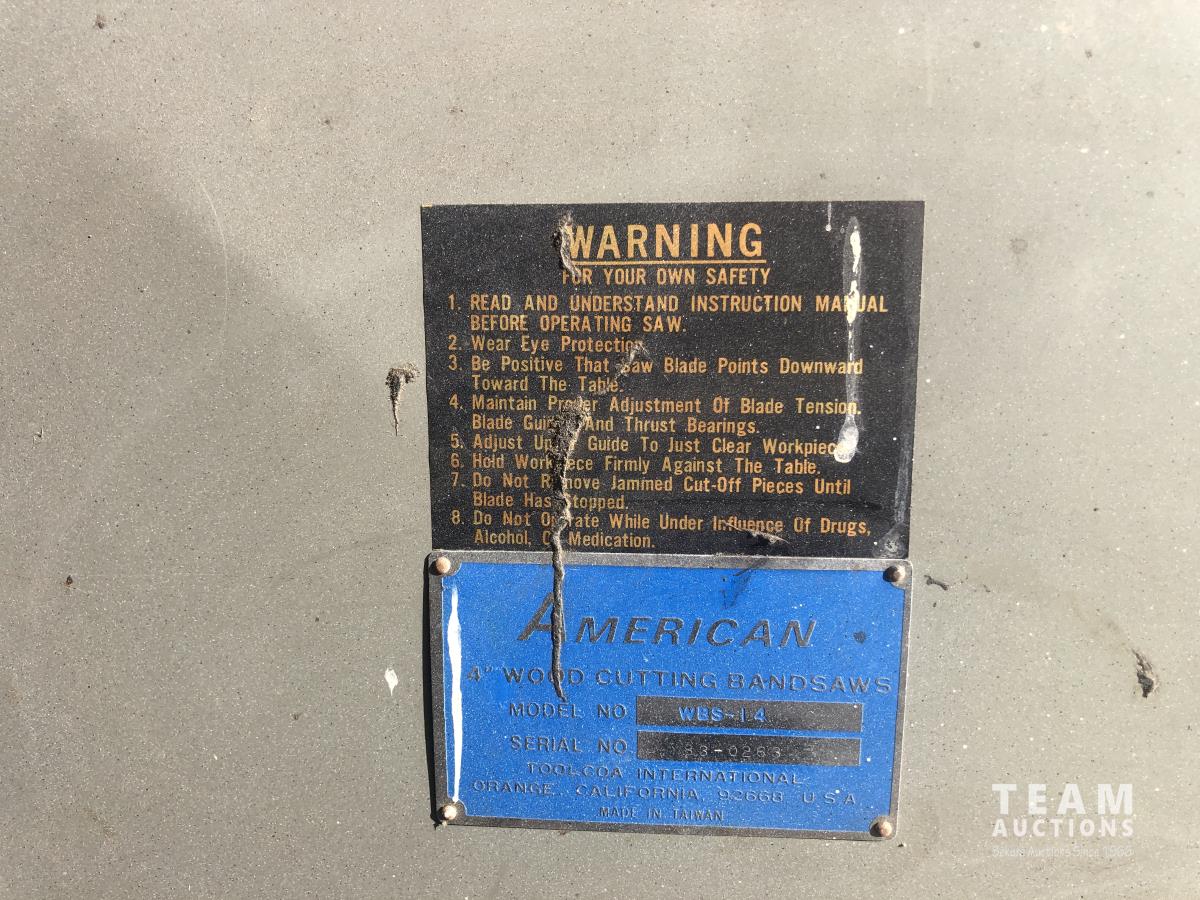 WARNING
FOR YOUR OWN SAFETY
1. READ AND UNDERSTAND INSTRUCTION MANUAL
BEFORE OPERATING SAW.
2. Wear Eye Protection.
3. Be Positive That Saw Blade Points Downward
Toward The Table.
4. Maintain Proper Adjustment Of Blade Tension,
Blade Guides And Thrust Bearings.
5. Adjust Upper Guide To Just Clear Workpiece.
6. Hold Workpiece Firmly Against The Table.
7. Do Not Remove Jammed Cut-Off Pieces Until
Blade Has Stopped.
8. Do Not Operate While Under Influence Of Drugs,
Alcohol, Or Medication.
AMERICAN
4" WOOD CUTTING BANDSAWS
MODEL NO WBS-14
SERIAL NO 83-0263
TOOLCOA INTERNATIONAL
ORANGE, CALIFORNIA, 92668 U S A
MADE IN TAIWAN
TEAM
AUCTIONS
Auctions Since 1968